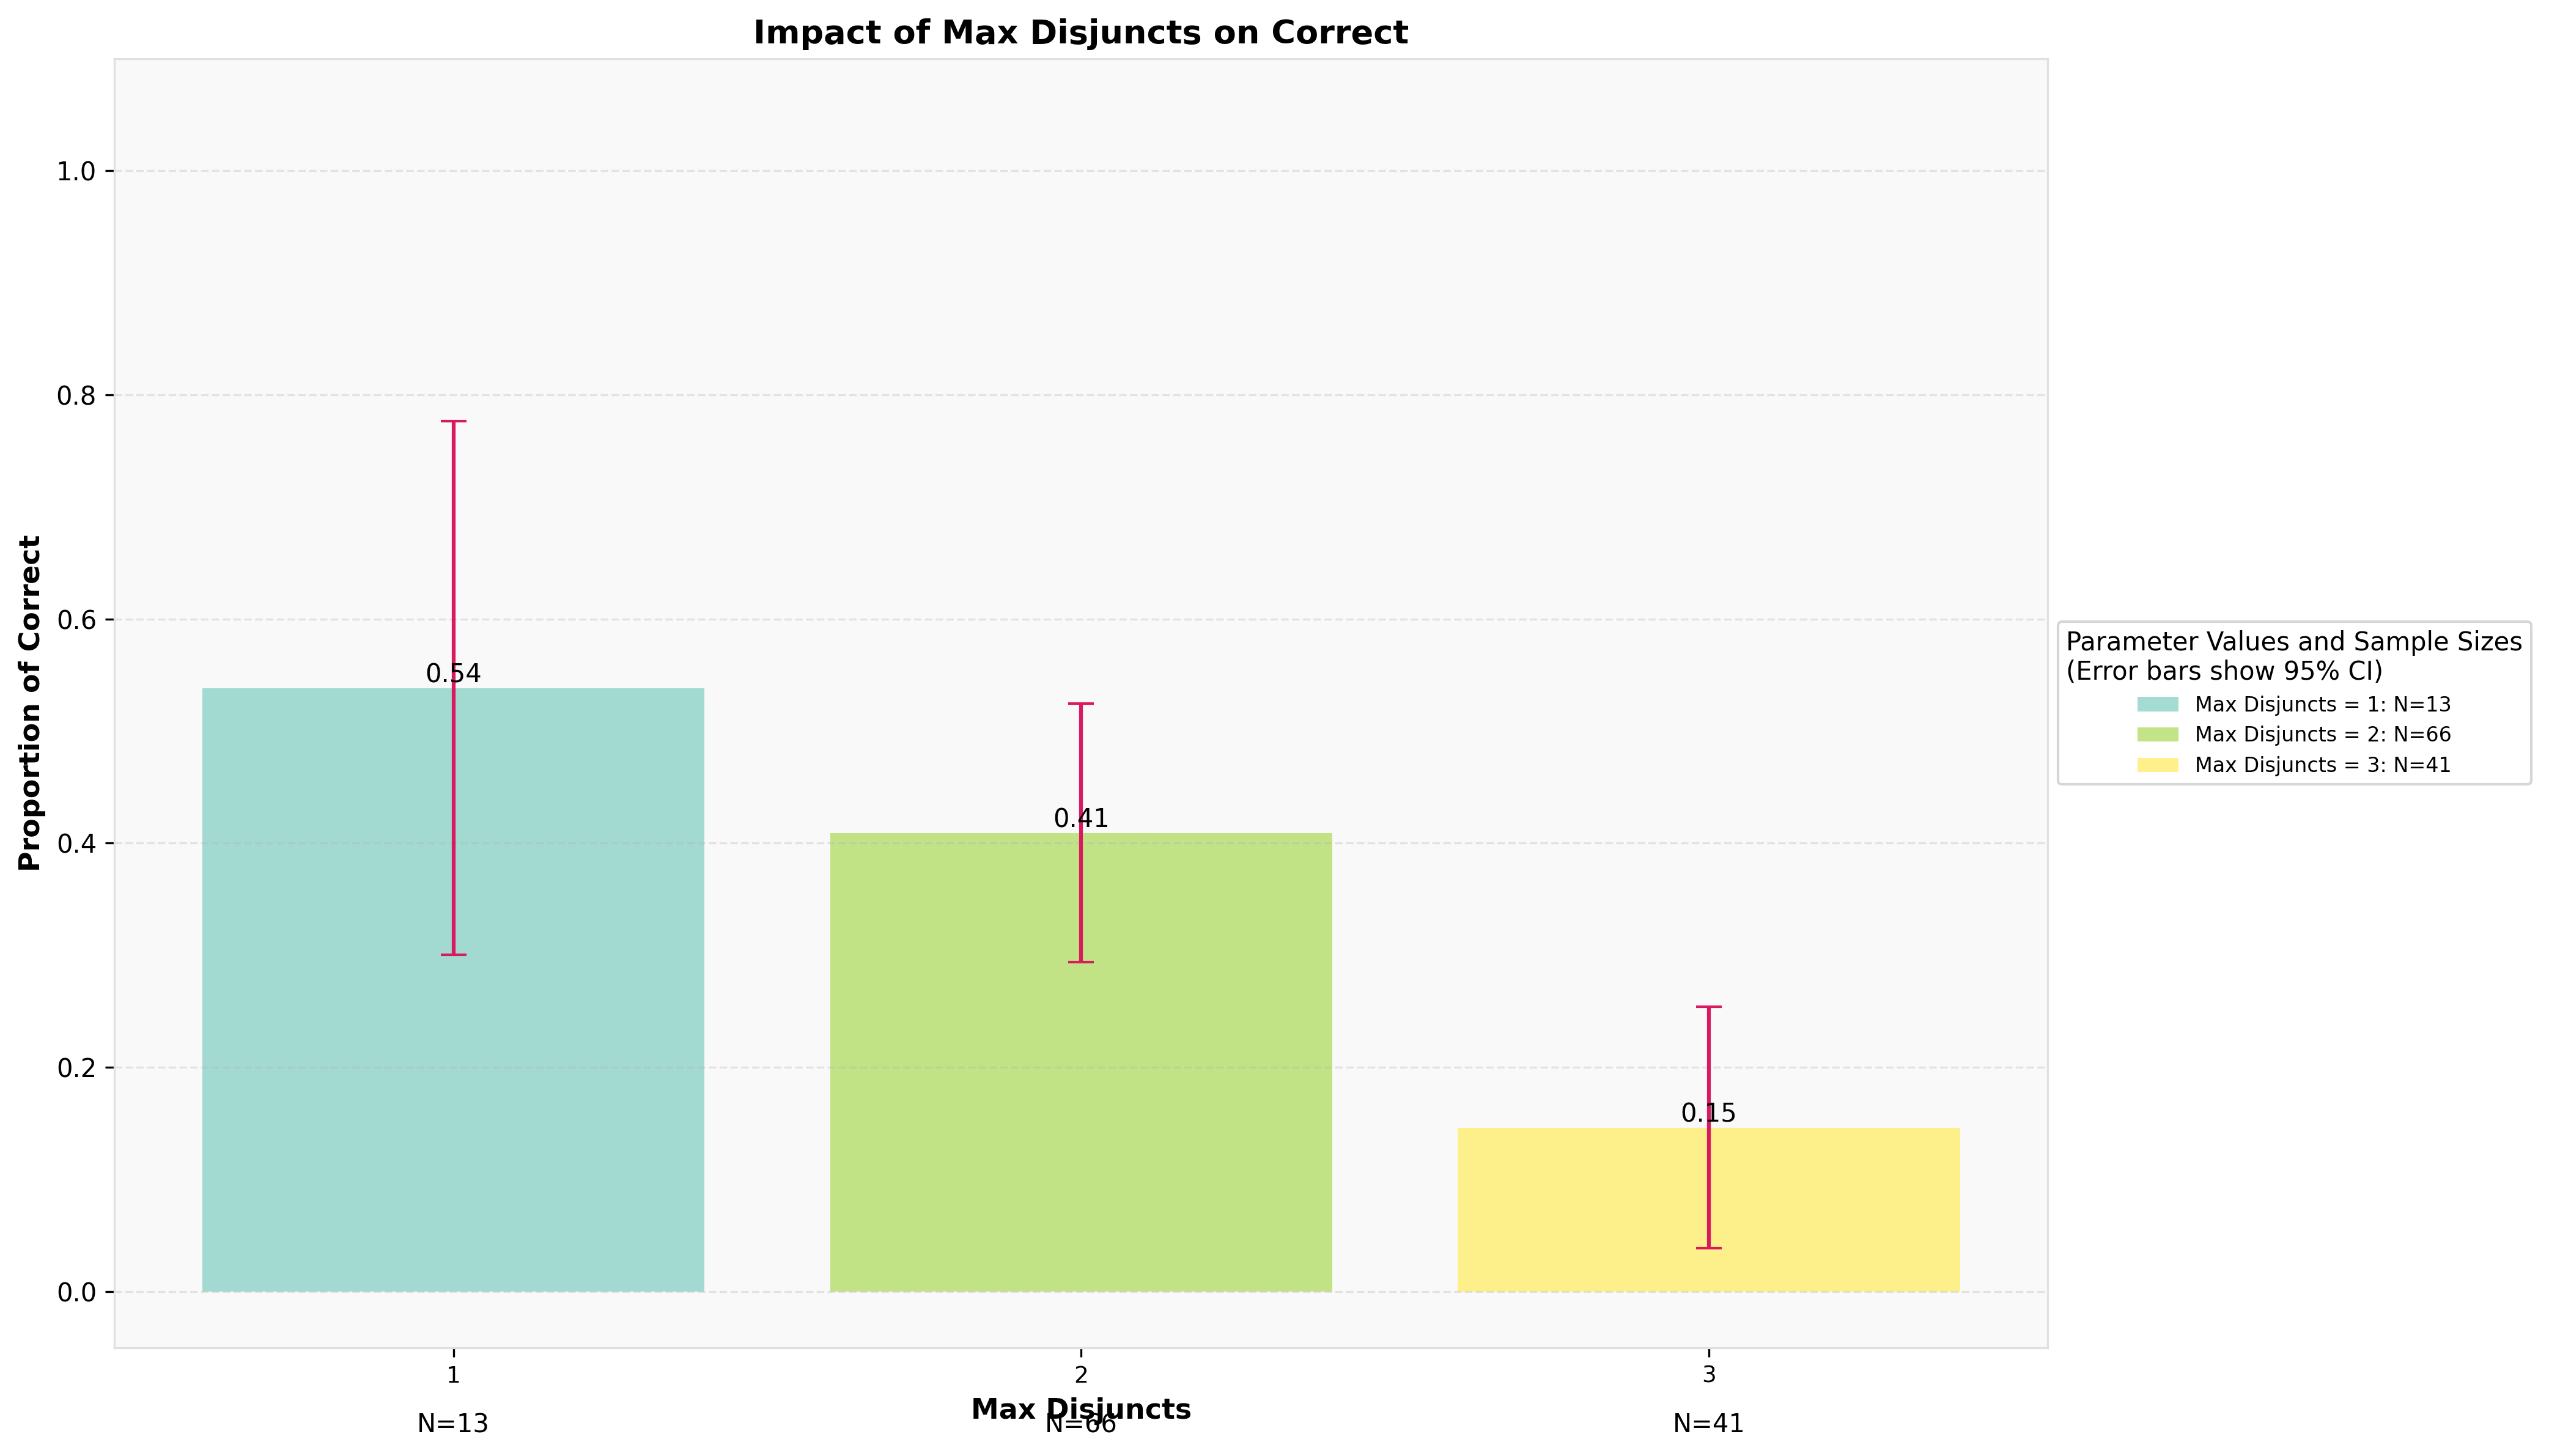 Impact of Max Disjuncts on Correct
Proportion of Correct
1.0
0.8
0.6
0.4
0.2
0.0
0.54
0.41
0.15
1
2
3
Max Disjuncts
N=13
N=66
N=41
Parameter Values and Sample Sizes
(Error bars show 95% CI)
Max Disjuncts = 1: N=13
Max Disjuncts = 2: N=66
Max Disjuncts = 3: N=41